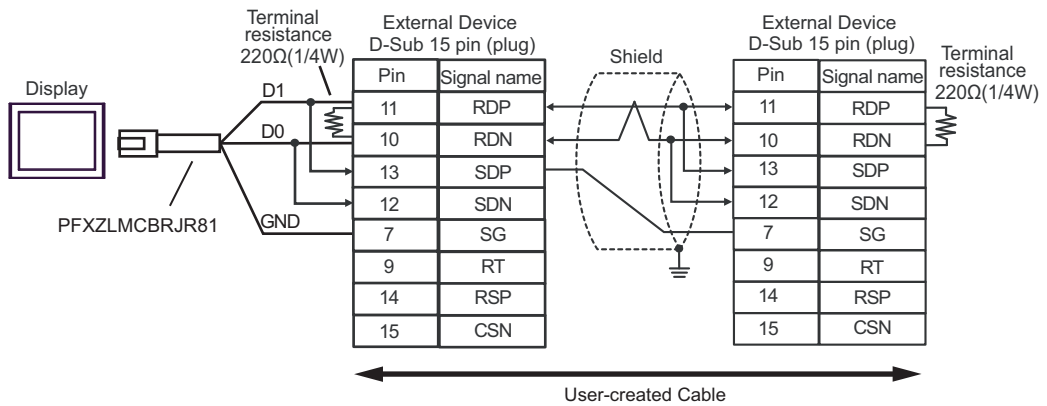 Terminal
resistance
220Ω(1/4W)
External Device
D-Sub 15 pin (plug)
Shield
External Device
D-Sub 15 pin (plug)
Terminal
resistance
220Ω(1/4W)
Display
D1
D0
GND
PFXZLMCBRJR81
Pin Signal name
11 RDP
10 RDN
13 SDP
12 SDN
7 SG
9 RT
14 RSP
15 CSN
Pin Signal name
11 RDP
10 RDN
13 SDP
12 SDN
7 SG
9 RT
14 RSP
15 CSN
User-created Cable